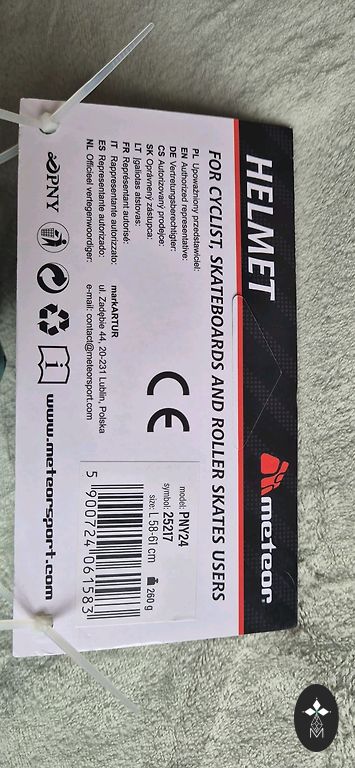 HELMET
meteor
FOR CYCLIST, SKATEBOARDS AND ROLLER SKATES USERS
PL Upoważniony przedstawiciel:
EN Authorized representative:
DE Vertretungsberechtigter:
CS Autorizovaný prodejce:
SK Oprávnený zástupca:
LT Įgaliotas atstovas:
FR Représentant autorisé:
IT Rappresentante autorizzato:
ES Representante autorizado:
NL Officieel vertegenwoordiger:
markARTUR
ul. Zadębie 44, 20-231 Lublin, Polska
e-mail: contact@meteorsport.com
CE
model: PNY24
symbol: 25217
size: L 58-61 cm
260 g
5 900724 061583
PNY
www.meteorsport.com
M